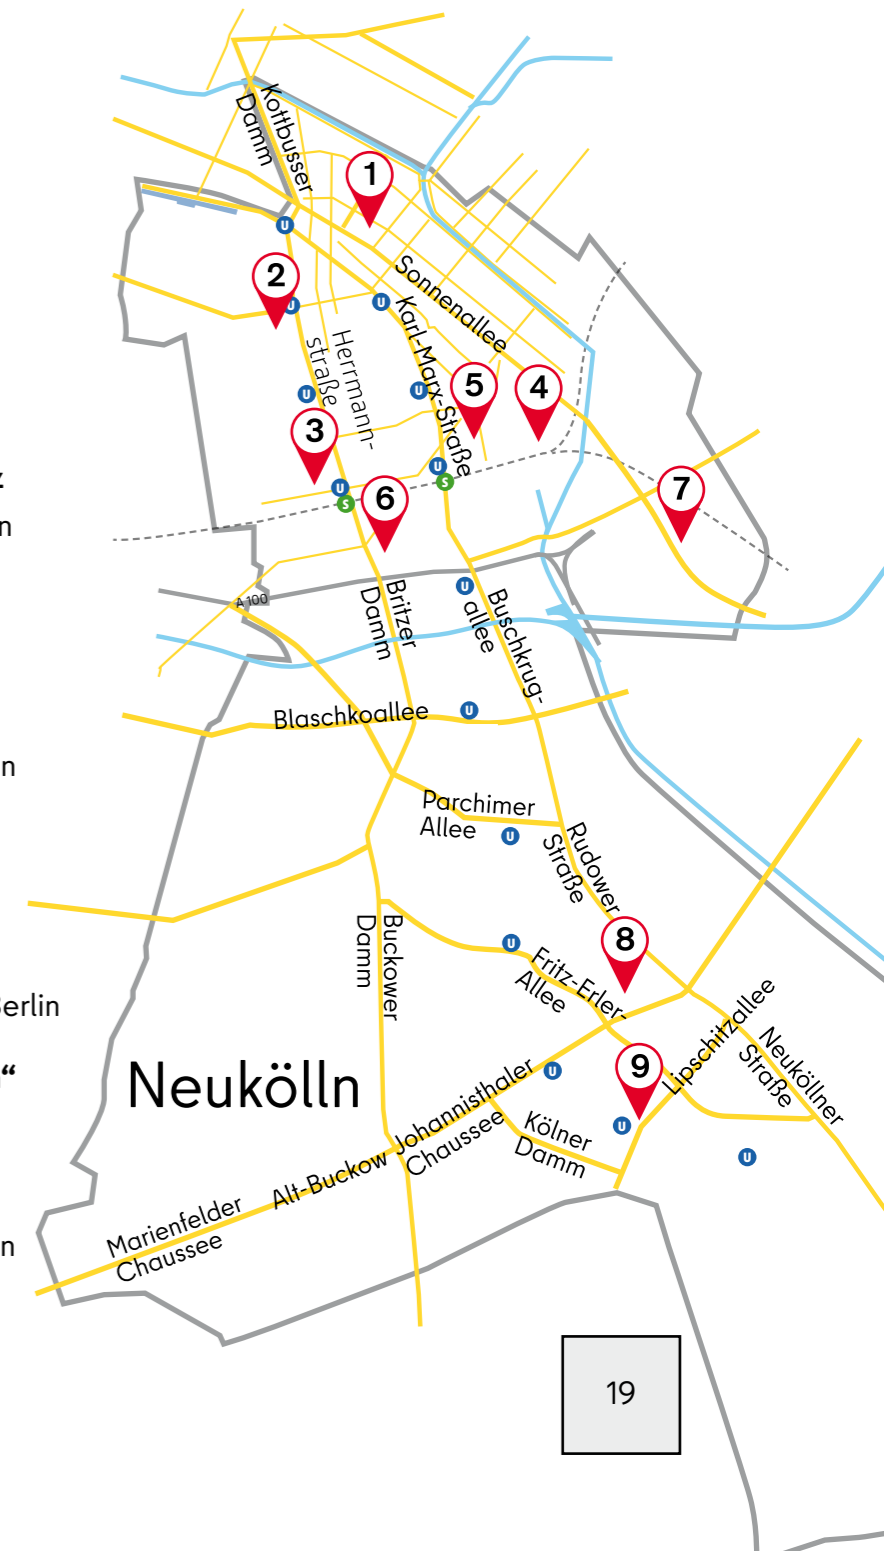 Kottbusser
Damm
1
U
2
U
U
Sonnenallee
Karl-Marx-Straße
Herrmann-
straße
U
U
5
4
3
z
n
U
S
U
S
6
7
A 100
U
Britzer
Damm
Buschkrug-
allee
Blaschkoallee
U
n
Parchimer
Allee
U
Rudower
Straße
Buckower
Damm
U
8
Fritz-Erler-
Allee
Berlin
“
Neukölln
Lipschitzallee
Neuköllner
Straße
9
U
U
U
Johannisthaler
Chaussee
Kölner
Damm
Alt-Buckow
Marienfelder
Chaussee
n
19